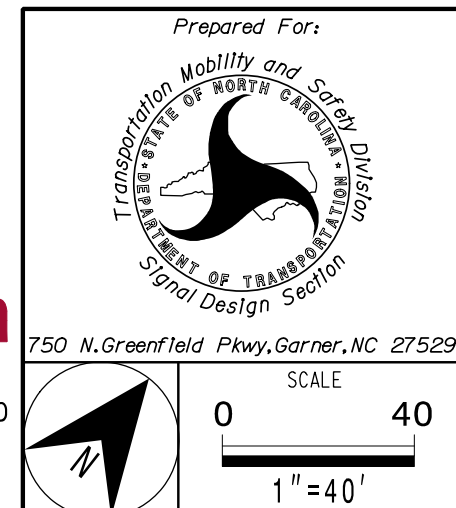 Prepared For:
Transportation Mobility and Safety Division
STATE OF NORTH CAROLINA
DEPARTMENT OF TRANSPORTATION
Signal Design Section
750 N.Greenfield Pkwy,Garner,NC 27529
SCALE
0 40
N
1"=40'